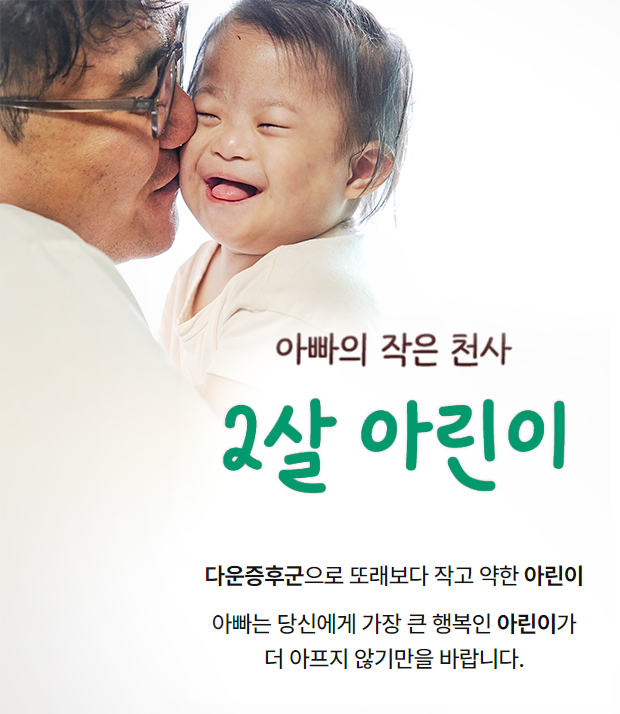 아빠의 작은 천사
2살 아린이
다운증후군으로 또래보다 작고 약한 아린이
아빠는 당신에게 가장 큰 행복인 아린이가
더 아프지 않기만을 바랍니다.